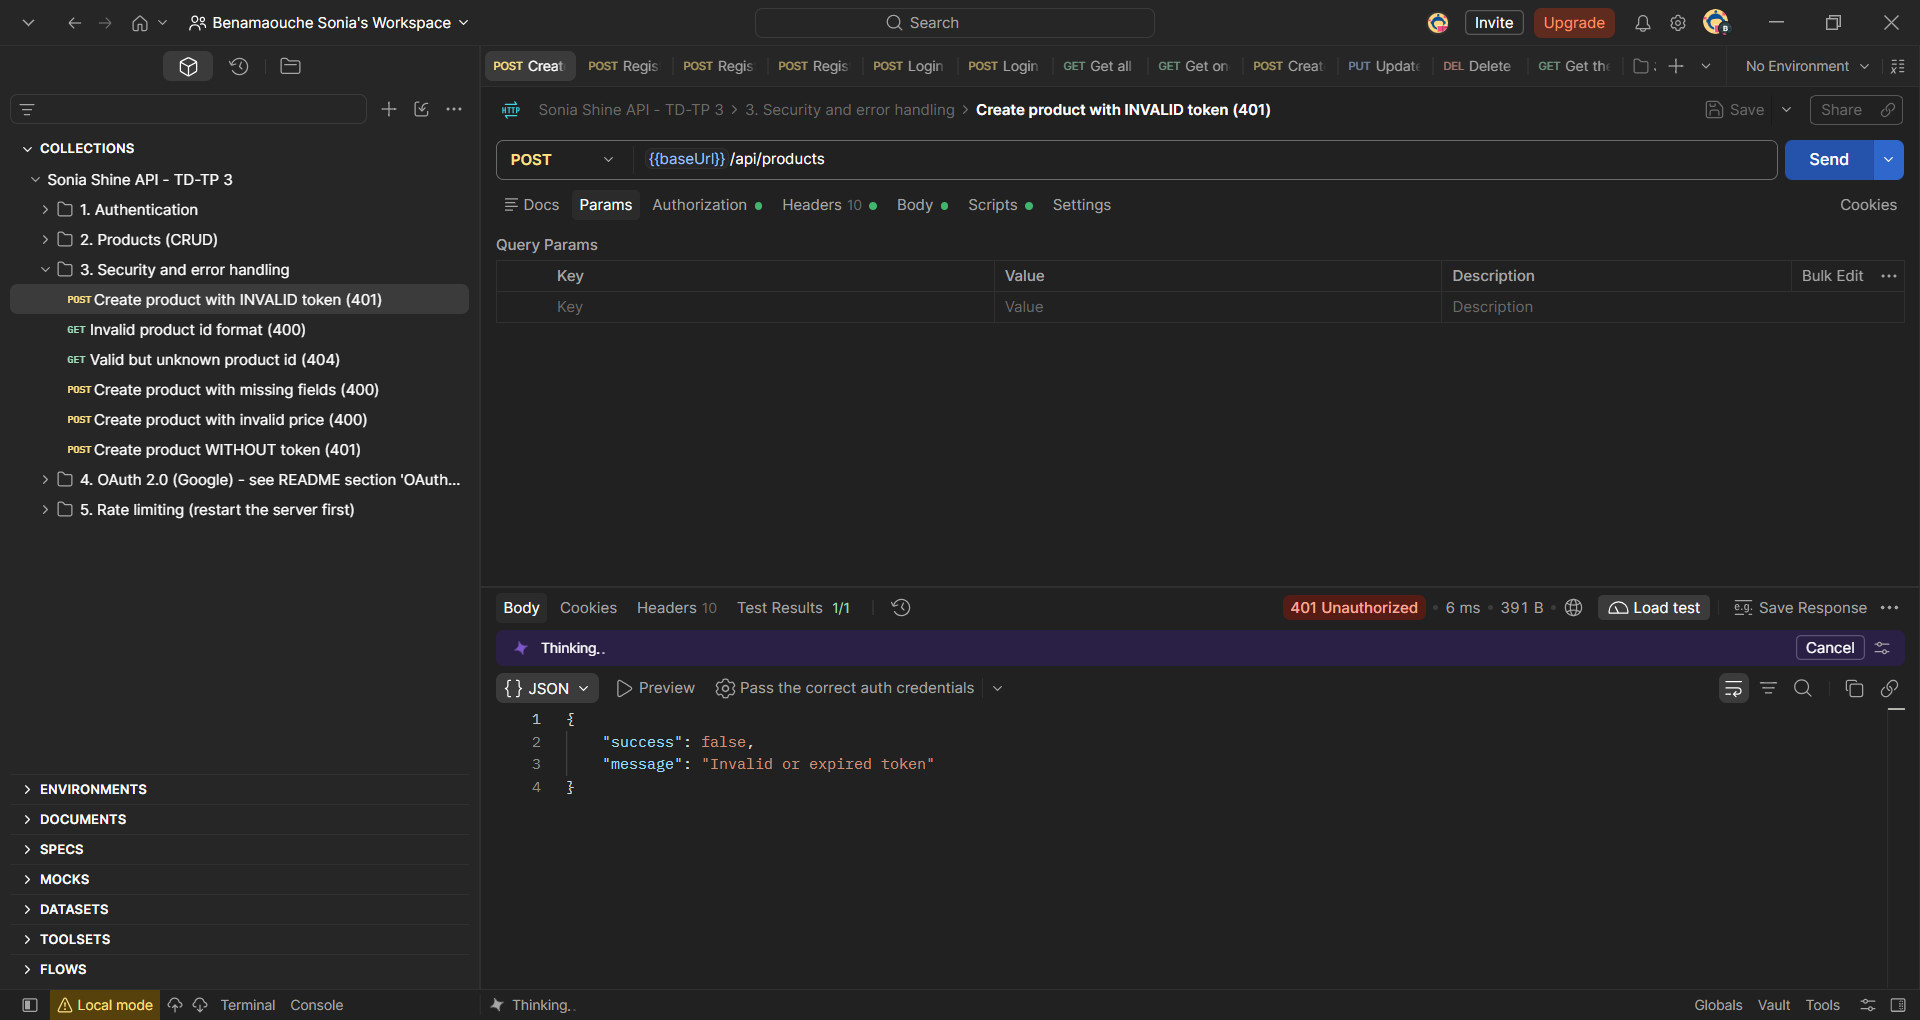 Benamaouche Sonia's Workspace
Search
Invite
Upgrade
POST Creat
POST Regis
POST Regis
POST Regis
POST Login
POST Login
GET Get all
GET Get on
POST Creat
PUT Update
DEL Delete
GET Get the
No Environment
HTTP
Sonia Shine API - TD-TP 3 > 3. Security and error handling > Create product with INVALID token (401)
Save
Share
COLLECTIONS
Sonia Shine API - TD-TP 3
1. Authentication
2. Products (CRUD)
3. Security and error handling
POST Create product with INVALID token (401)
GET Invalid product id format (400)
GET Valid but unknown product id (404)
POST Create product with missing fields (400)
POST Create product with invalid price (400)
POST Create product WITHOUT token (401)
4. OAuth 2.0 (Google) - see README section 'OAuth...
5. Rate limiting (restart the server first)
ENVIRONMENTS
DOCUMENTS
SPECS
MOCKS
DATASETS
TOOLSETS
FLOWS
POST
{{baseUrl}} /api/products
Send
Docs
Params
Authorization
Headers 10
Body
Scripts
Settings
Cookies
Query Params
Key Value Description Bulk Edit
Key Value Description
Body
Cookies
Headers 10
Test Results 1/1
401 Unauthorized
6 ms
391 B
Load test
e.g. Save Response
Thinking..
Cancel
{} JSON
Preview
Pass the correct auth credentials
1 {
2 "success": false,
3 "message": "Invalid or expired token"
4 }
Local mode
Terminal
Console
Thinking..
Globals
Vault
Tools